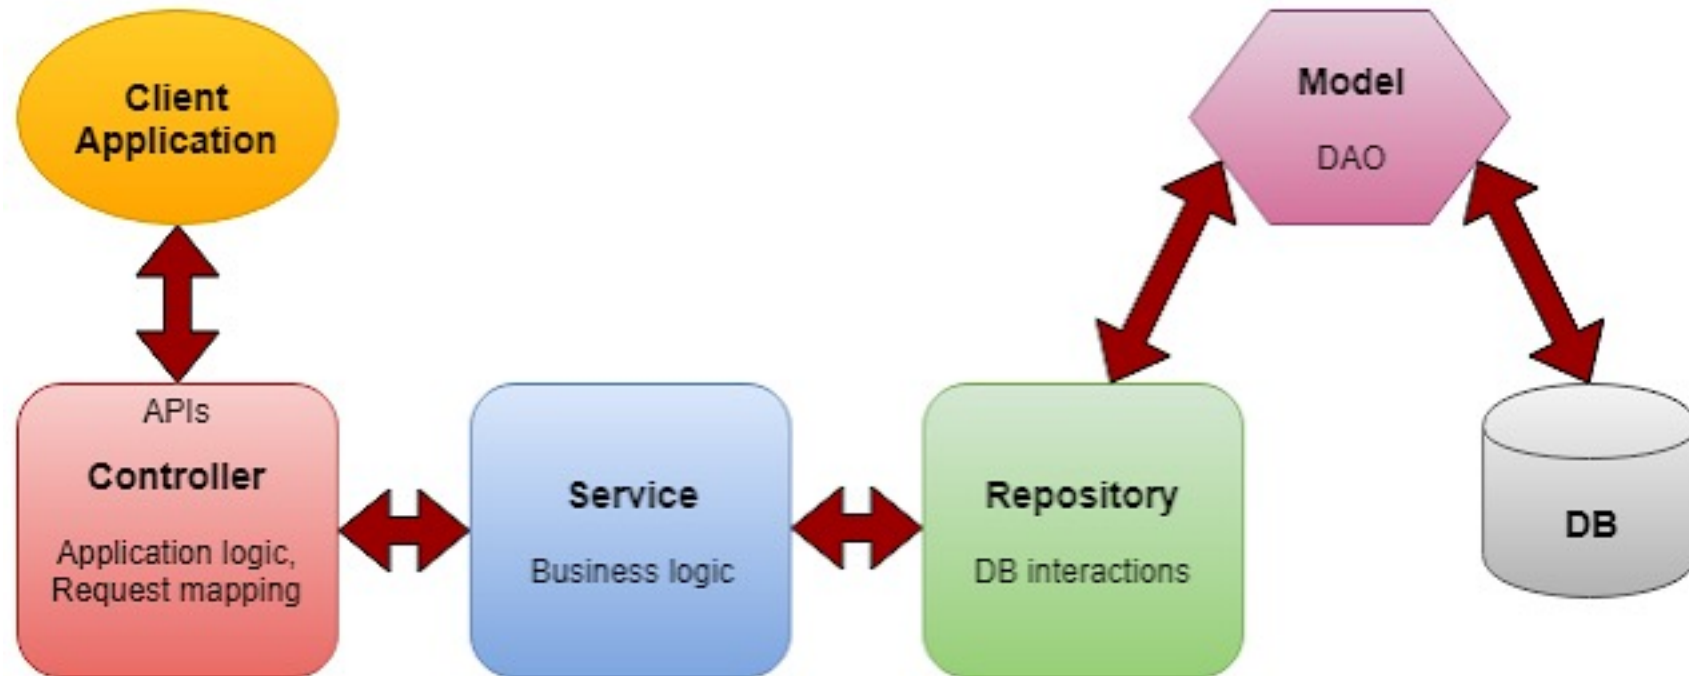 Client
Application
Model
DAO
APIs
Controller
Application logic,
Request mapping
Service
Business logic
Repository
DB interactions
DB